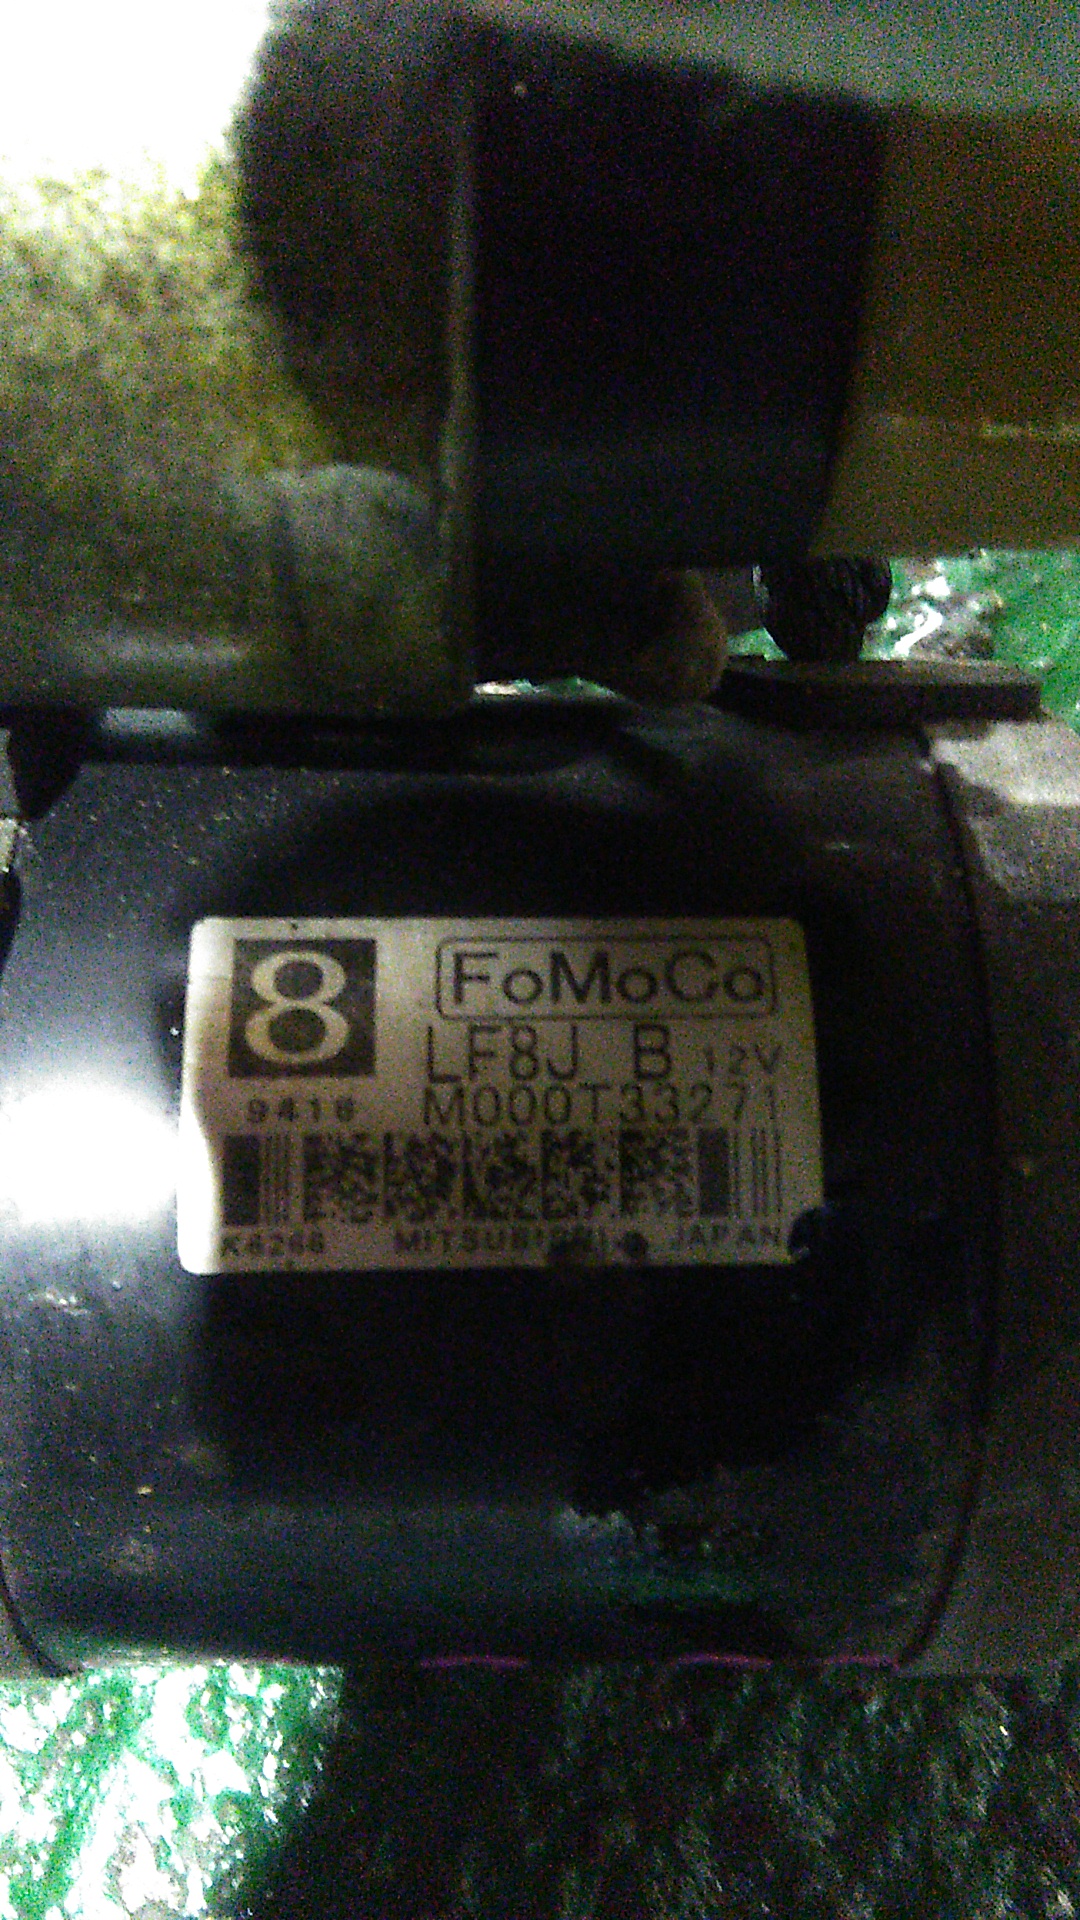 8
FoMoCo
LF8J B 12V
M000T33271
9416
K6266 MITSUBISHI JAPAN